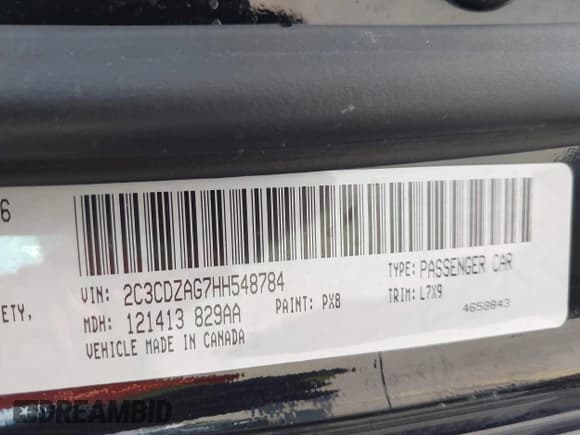 6
ETY,
VIN: 2C3CDZAG7HH548784
TYPE: PASSENGER CAR
MDH: 121413 829AA
PAINT: PX8
TRIM: L7X9
VEHICLE MADE IN CANADA
4658843
DREAMBID